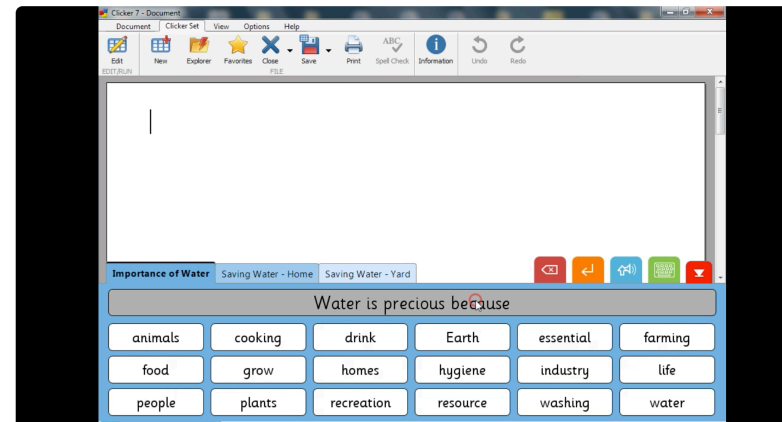 Clicker 7 - Document
Document Clicker Set View Options Help
Edit New Explorer Favorites Close Save Print Spell Check Information Undo Redo
ABC
EDIT/RUN FILE
Importance of Water Saving Water - Home Saving Water - Yard
Water is precious because
animals cooking drink Earth essential farming
food grow homes hygiene industry life
people plants recreation resource washing water